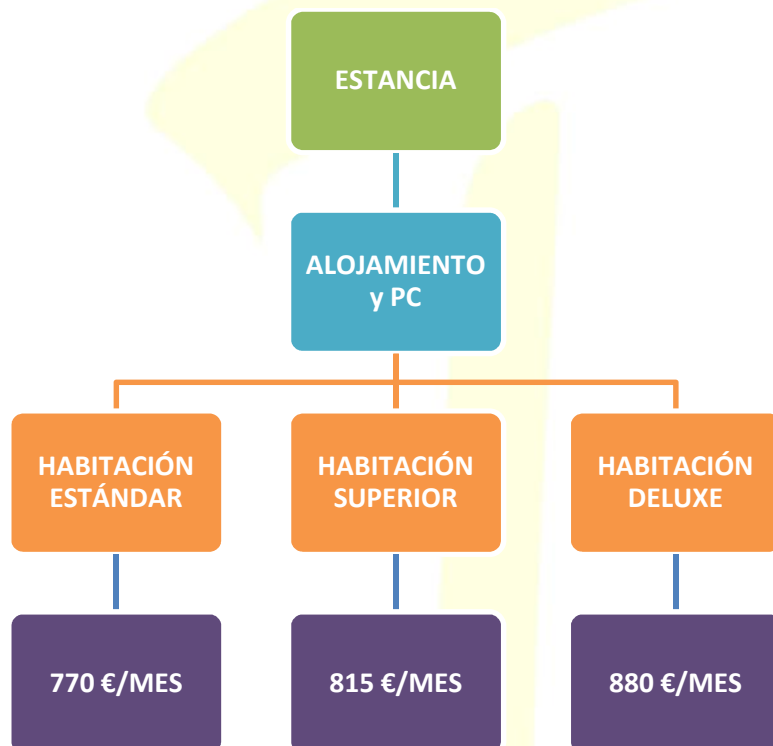 ESTANCIA
ALOJAMIENTO
y PC
HABITACIÓN
ESTÁNDAR
HABITACIÓN
SUPERIOR
HABITACIÓN
DELUXE
770 €/MES
815 €/MES
880 €/MES